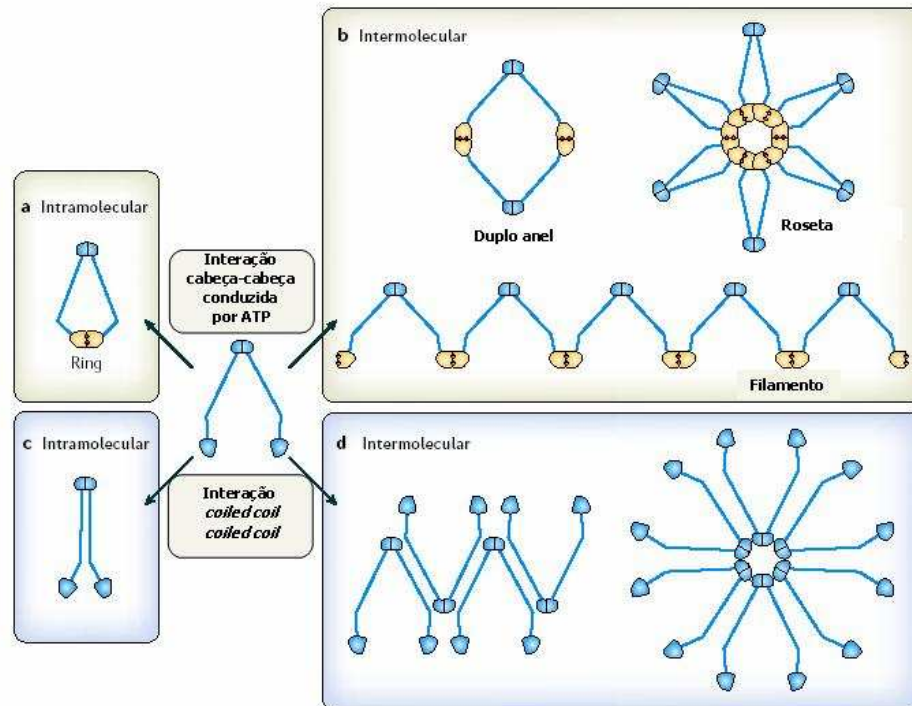 b Intermolecular
Duplo anel
Roseta
Filamento
a Intramolecular
Ring
Interação
cabeça-cabeça
conduzida
por ATP
c Intramolecular
Interação
coiled coil
coiled coil
d Intermolecular